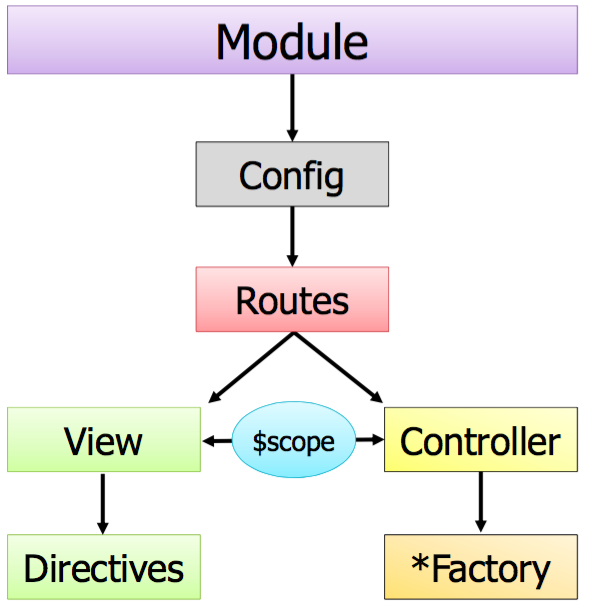 Module
Config
Routes
View
$scope
Controller
Directives
*Factory